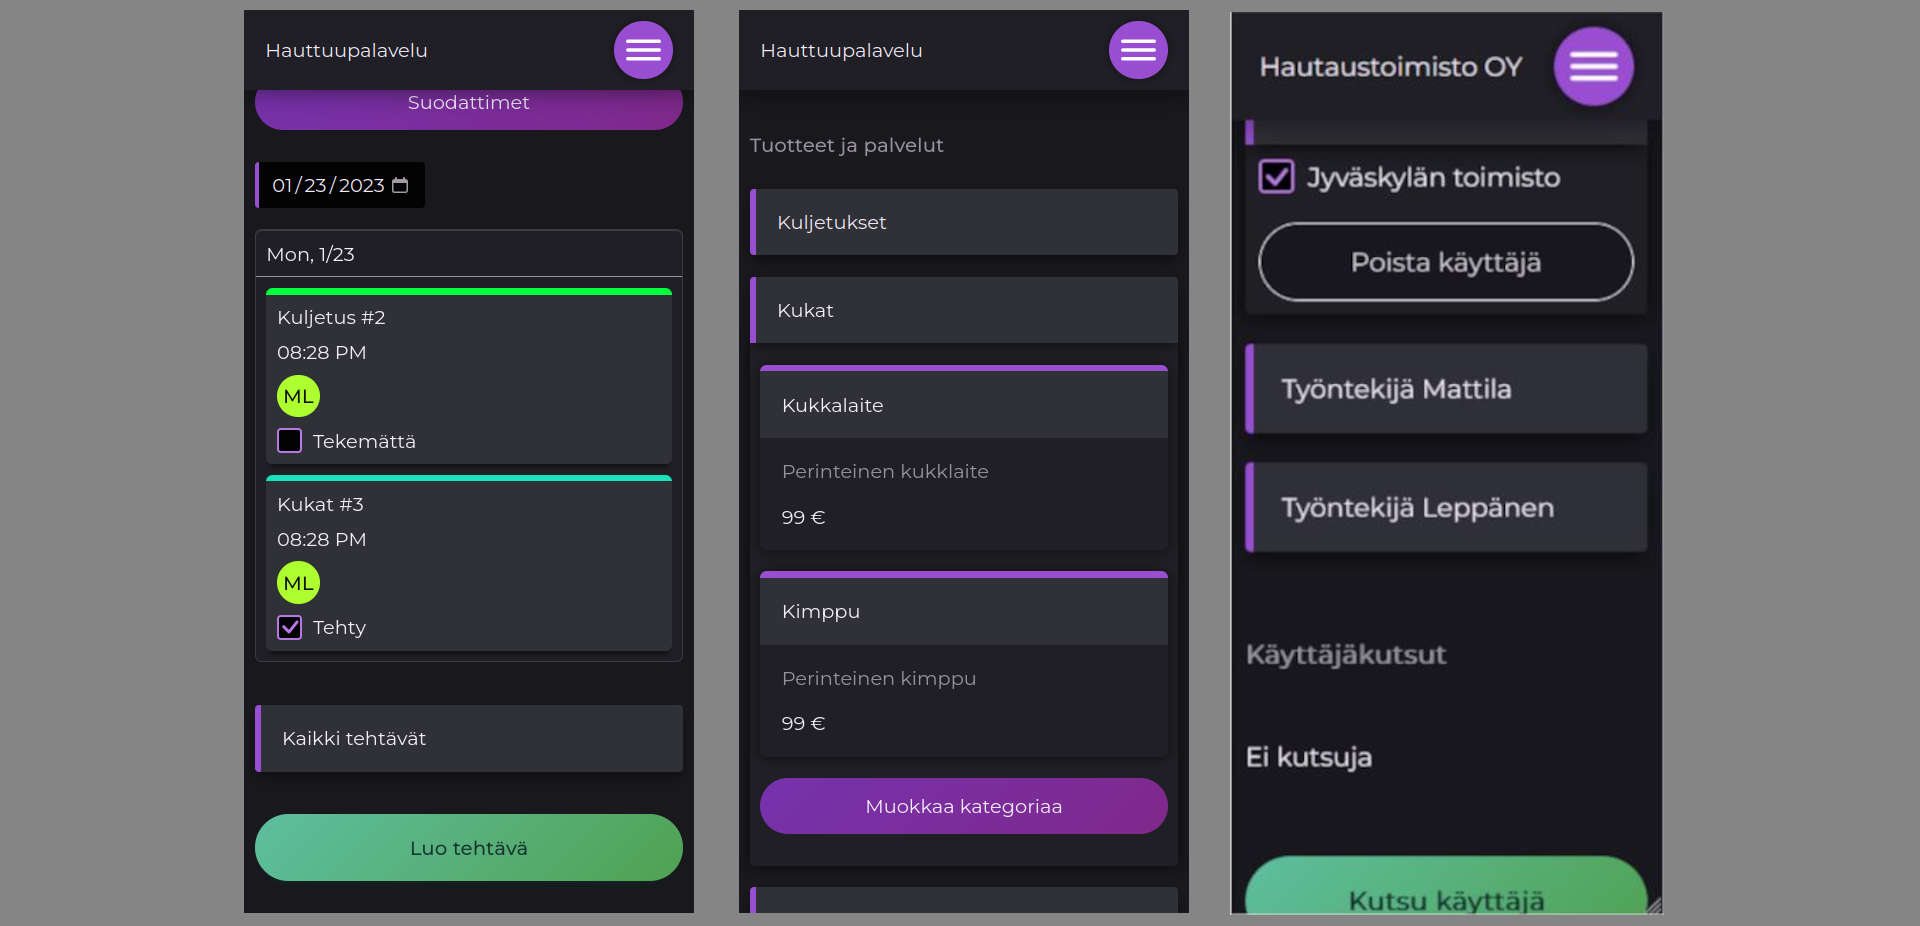 Hauttuupalavelu
Suodattimet
01/23/2023
Mon, 1/23
Kuljetus #2
08:28 PM
ML
Tekemättä
Kukat #3
08:28 PM
ML
Tehty
Kaikki tehtävät
Luo tehtävä
Hauttuupalavelu
Tuotteet ja palvelut
Kuljetukset
Kukat
Kukkalaite
Perinteinen kukklaite
99 €
Kimppu
Perinteinen kimppu
99 €
Muokkaa kategoriaa
Hautaustoimisto OY
Jyväskylän toimisto
Poista käyttäjä
Työntekijä Mattila
Työntekijä Leppänen
Käyttäjäkutsut
Ei kutsuja
Kutsu käyttäjä